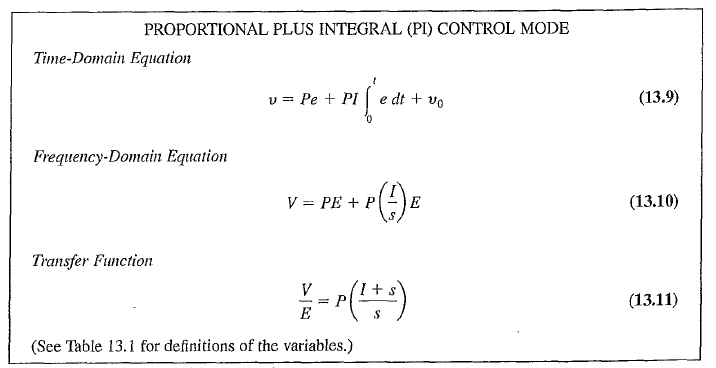 PROPORTIONAL PLUS INTEGRAL (PI) CONTROL MODE
Time-Domain Equation
υ = Pe + PI ∫₀ᵗ e dt + υ₀ (13.9)
Frequency-Domain Equation
V = PE + P(I/s)E (13.10)
Transfer Function
V/E = P((I + s)/s) (13.11)
(See Table 13.1 for definitions of the variables.)